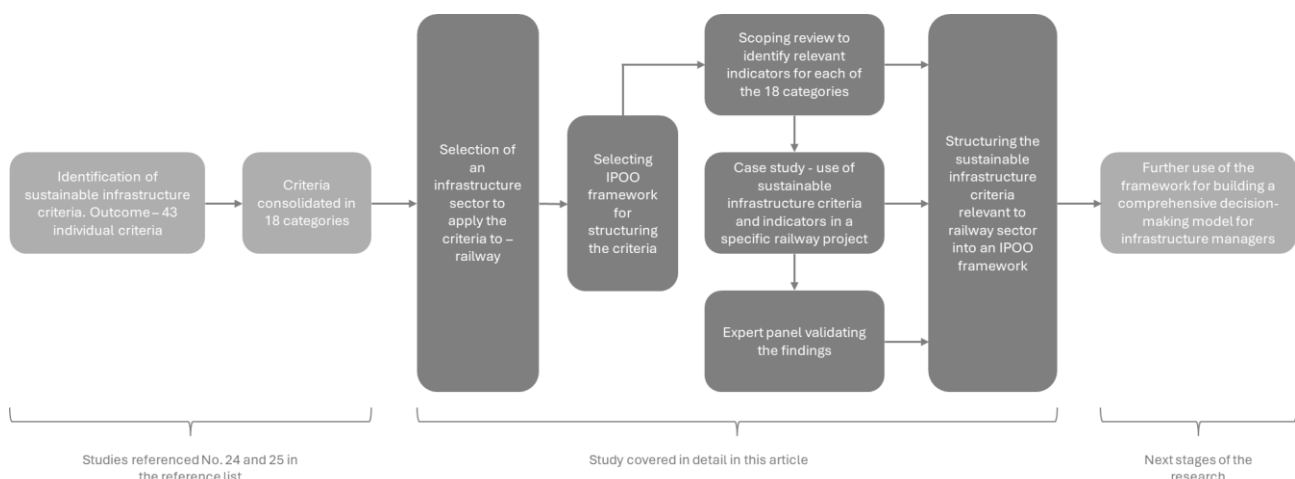 Identification of
sustainable infrastructure
criteria. Outcome – 43
individual criteria
Criteria
consolidated in
18 categories
Selection of
an
infrastructure
sector to
apply the
criteria to –
railway
Selecting
IPOO
framework
for
structuring
the criteria
Scoping review to
identify relevant
indicators for each of
the 18 categories
Case study - use of
sustainable
infrastructure criteria
and indicators in a
specific railway project
Expert panel validating
the findings
Structuring the
sustainable
infrastructure
criteria
relevant to
railway sector
into an IPOO
framework
Further use of the
framework for building a
comprehensive decision-
making model for
infrastructure managers
Studies referenced No. 24 and 25 in
the reference list
Study covered in detail in this article
Next stages of the
research